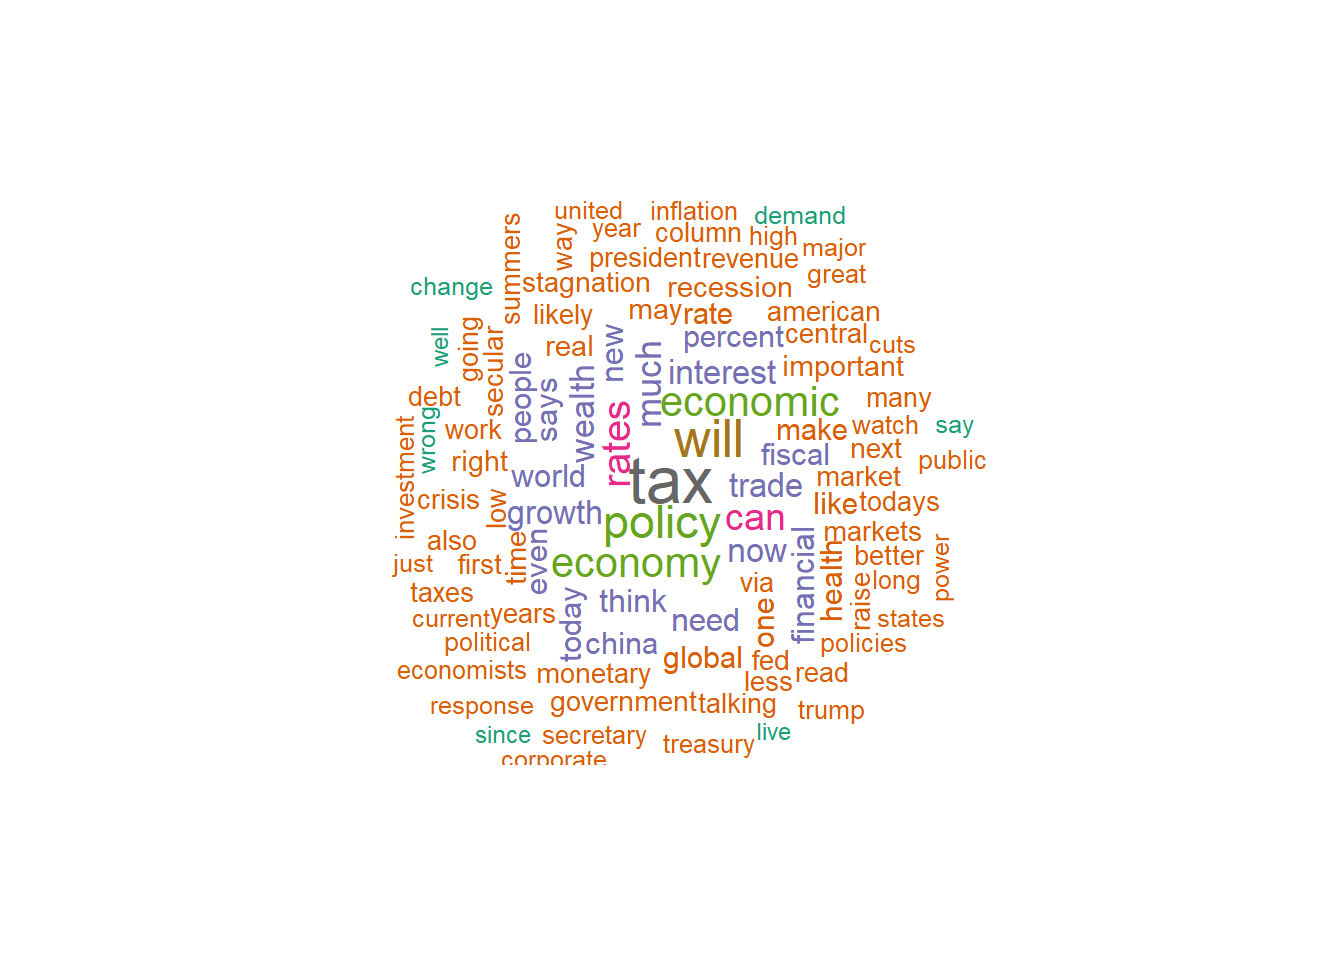 united
inflation
demand
summers
way
year
column
high
major
president
revenue
great
change
stagnation
recession
likely
may
rate
american
well
going
secular
real
new
much
percent
central
cuts
people
says
wealth
interest
important
debt
rates
economic
many
wrong
work
will
make
watch
say
investment
right
fiscal
next
public
world
tax
trade
market
crisis
low
growth
policy
can
like
todays
also
time
even
now
financial
health
markets
better
power
just
first
economy
via
raise
long
taxes
current
years
today
think
need
one
states
political
china
global
fed
policies
economists
monetary
less
read
response
government
talking
trump
since
secretary
treasury
live
corporate